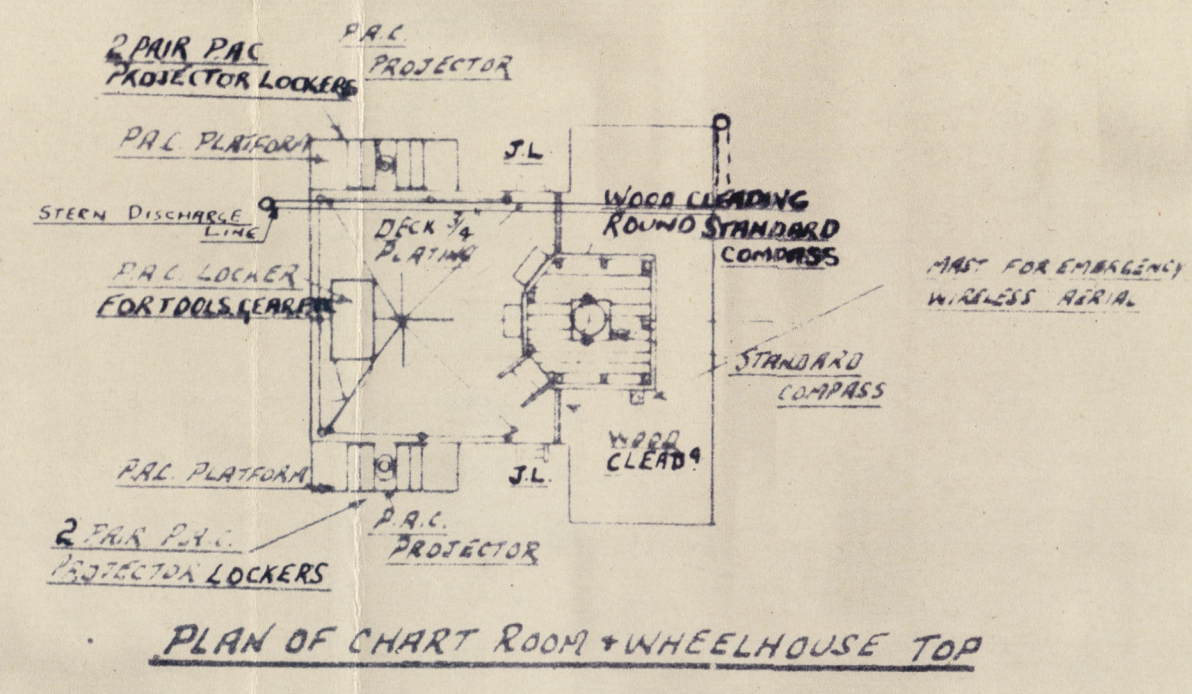 2 PAIR P.A.C
PROJECTOR LOCKERS
P.A.C.
PROJECTOR
P.A.C PLATFORM
J.L
STERN DISCHARGE
LINE
DECK 3/4"
PLATING
WOOD CLEADING
ROUND STANDARD
COMPASS
P.A.C. LOCKER
FOR TOOLS, GEAR
MAST FOR EMERGENCY
WIRELESS AERIAL
STANDARD
COMPASS
WOOD
CLEADG
P.A.C. PLATFORM
J.L.
2 PAIR P.A.C.
PROJECTOR LOCKERS
P.A.C.
PROJECTOR
PLAN OF CHART ROOM & WHEELHOUSE TOP